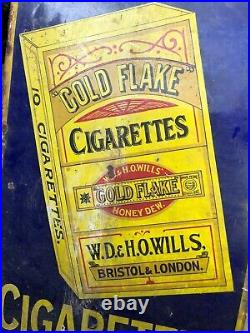 "GOLD FLAKE"
CIGARETTES
W.D. & H.O. WILLS'
GOLD FLAKE
HONEY DEW.
W.D. & H.O. WILLS.
BRISTOL & LONDON.
10 CIGARETTES.
CIGARETTE